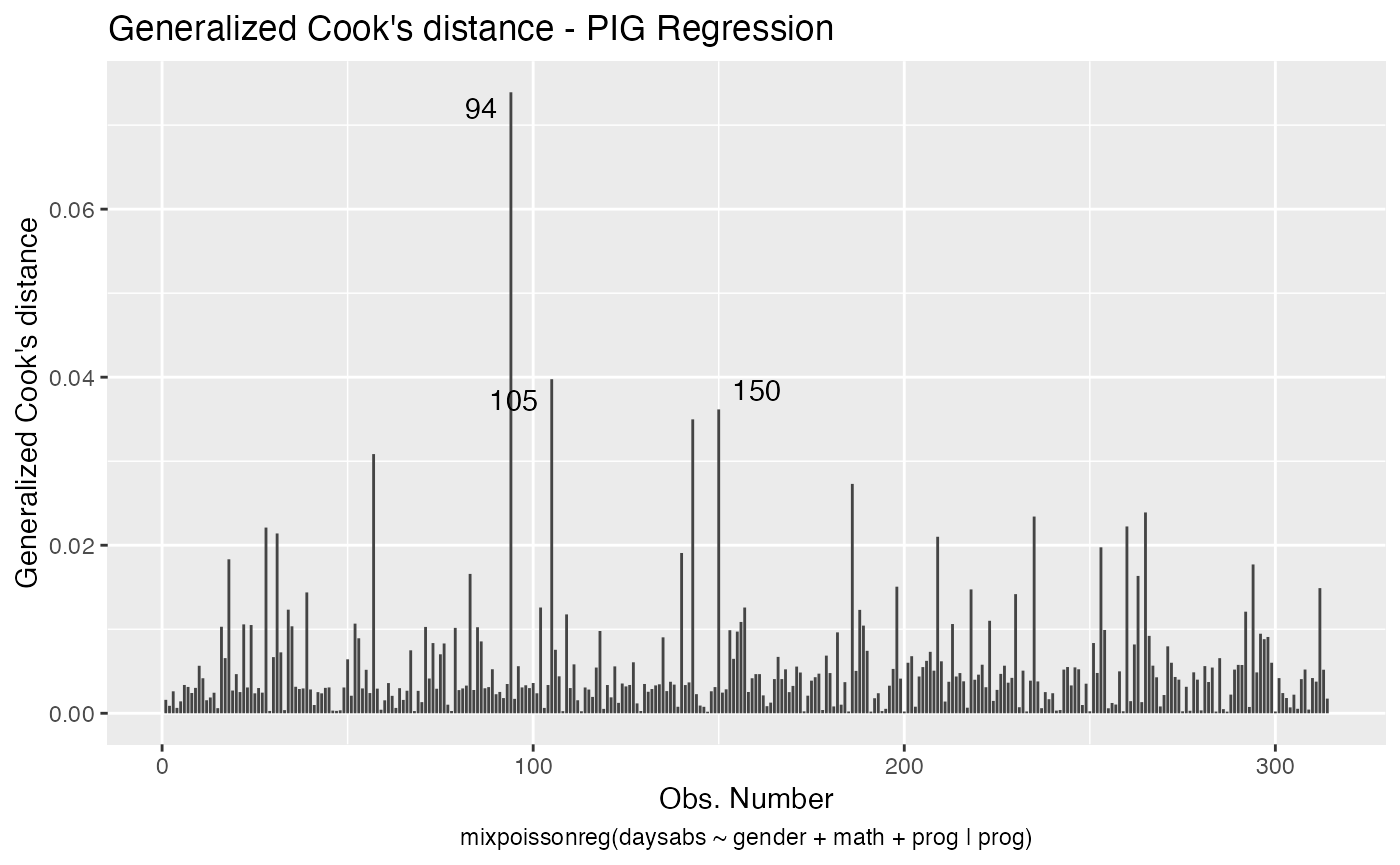 Generalized Cook's distance - PIG Regression
94
0.06
0.04
105
150
0.02
0.00
Generalized Cook's distance
0
100
200
300
Obs. Number
mixpoissonreg(daysabs ~ gender + math + prog | prog)